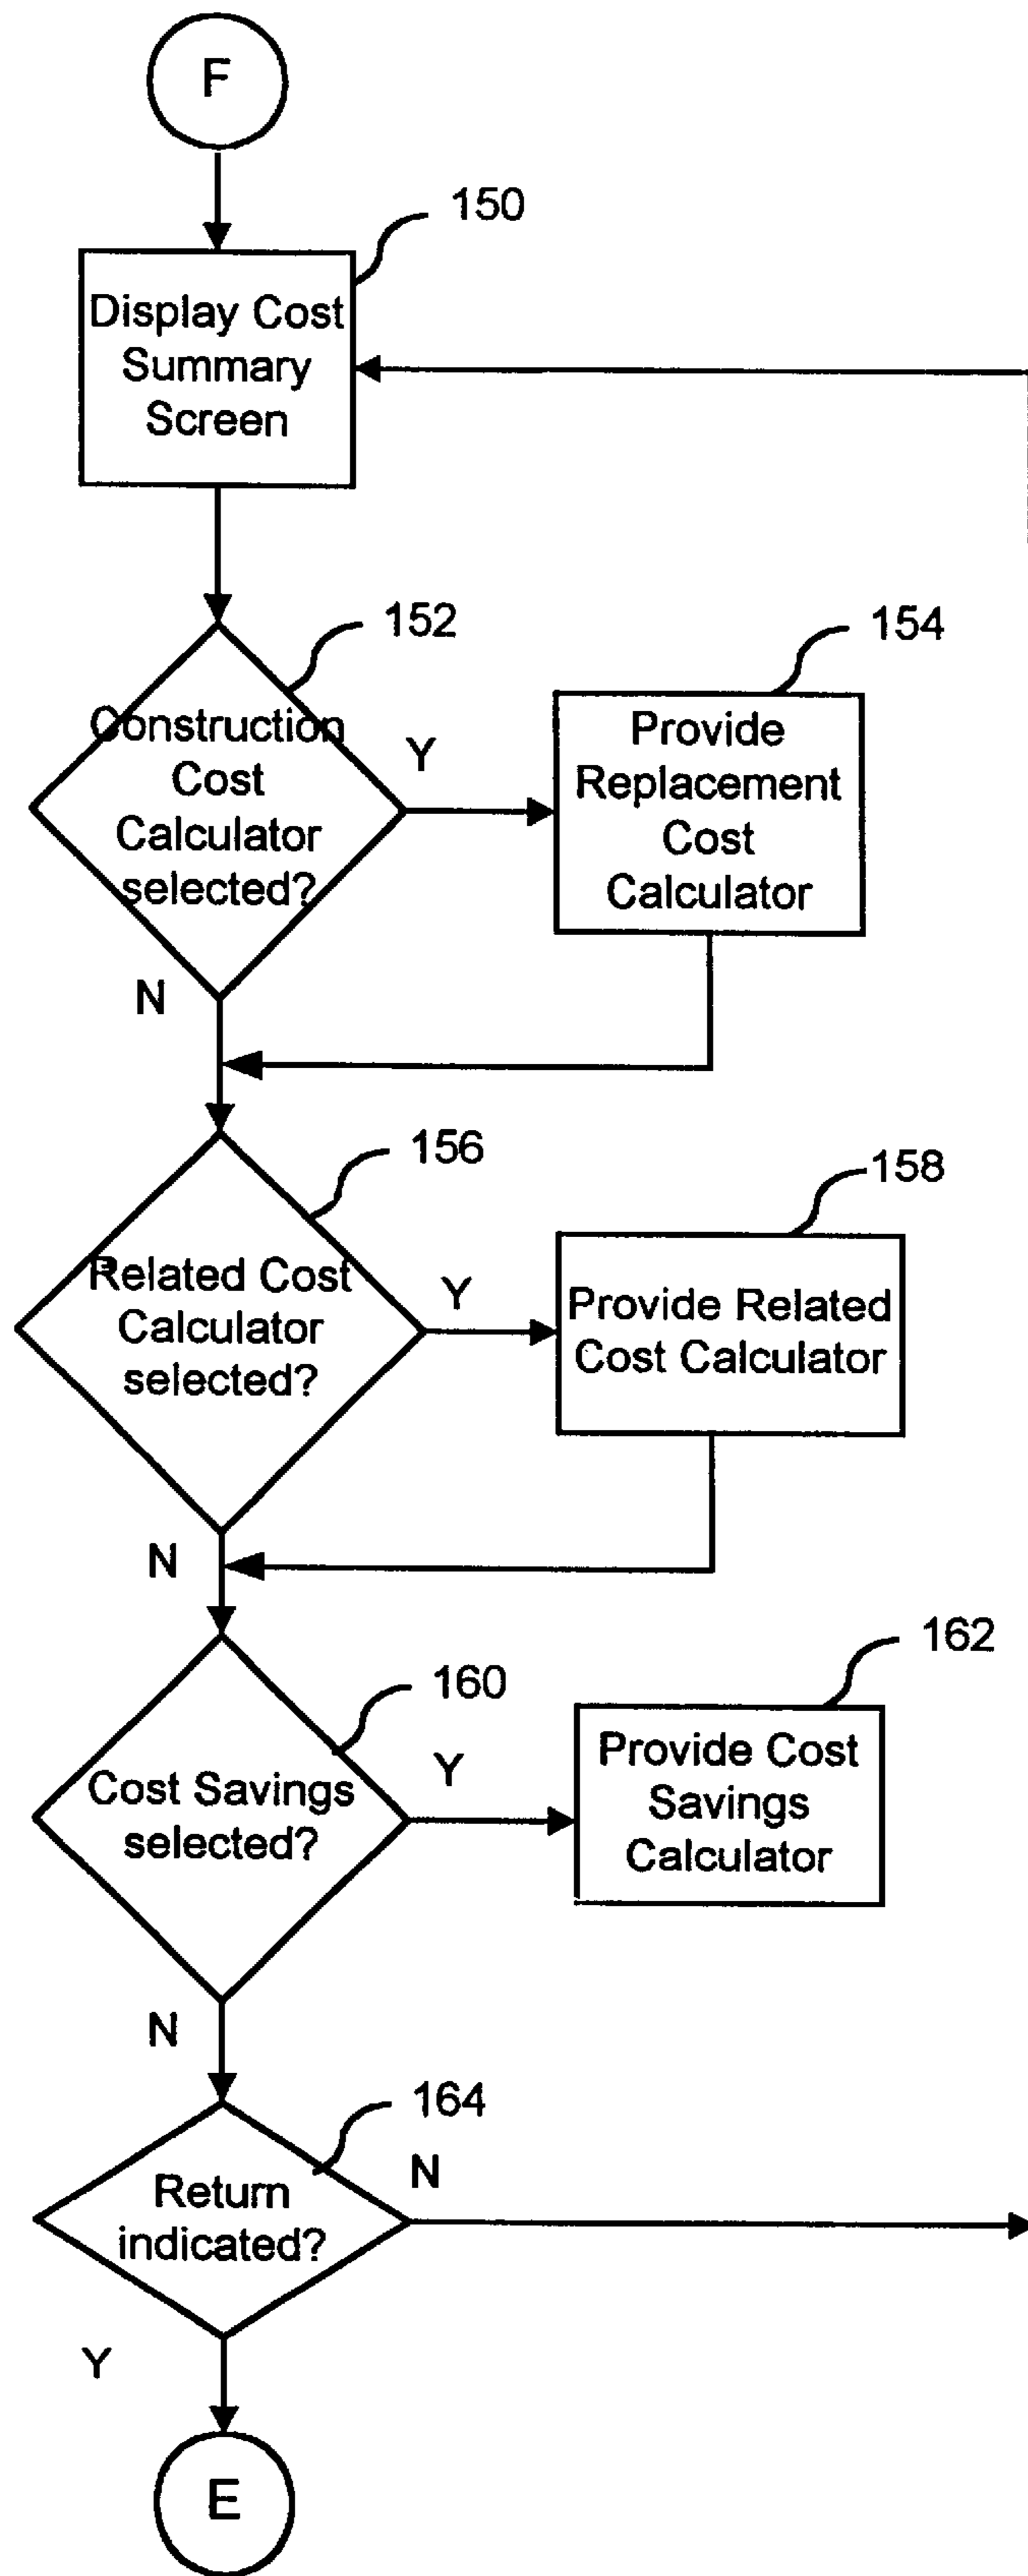 F
150
Display Cost
Summary
Screen
152
Construction
Cost
Calculator
selected?
Y
N
154
Provide
Replacement
Cost
Calculator
156
Related Cost
Calculator
selected?
Y
N
158
Provide Related
Cost Calculator
160
Cost Savings
selected?
Y
N
162
Provide Cost
Savings
Calculator
164
Return
indicated?
N
Y
E